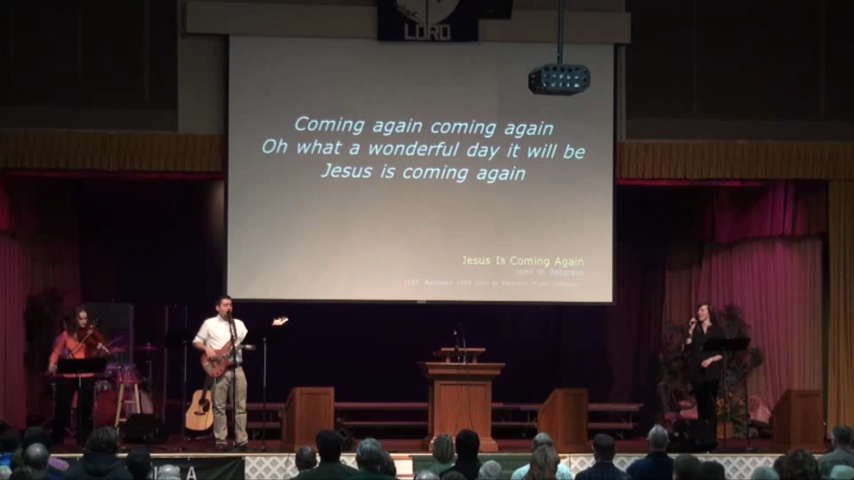 LORD
Coming again coming again
Oh what a wonderful day it will be
Jesus is coming again
Jesus Is Coming Again
John W. Peterson